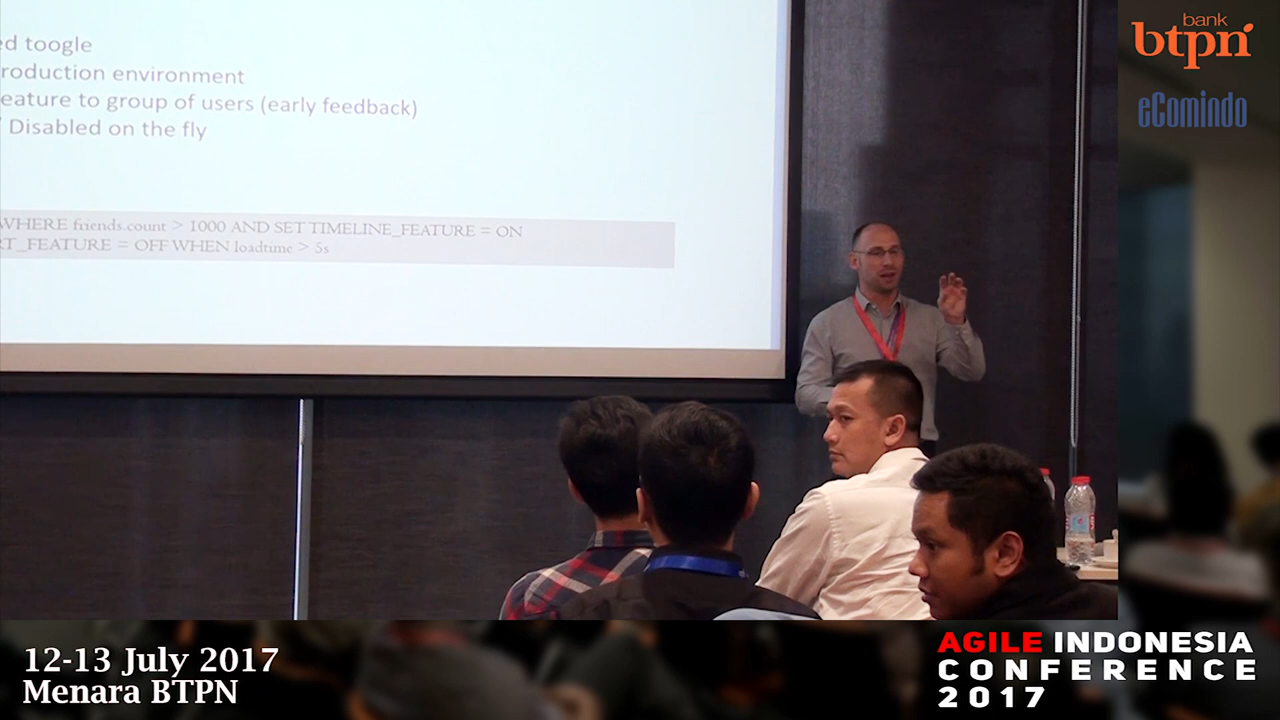 ed toogle
roduction environment
eature to group of users (early feedback)
/ Disabled on the fly
WHERE friends.count > 1000 AND SET TIMELINE_FEATURE = ON
RT_FEATURE = OFF WHEN loadtime > 5s
bank
btpn
eComindo
12-13 July 2017
Menara BTPN
AGILE INDONESIA
CONFERENCE
2017